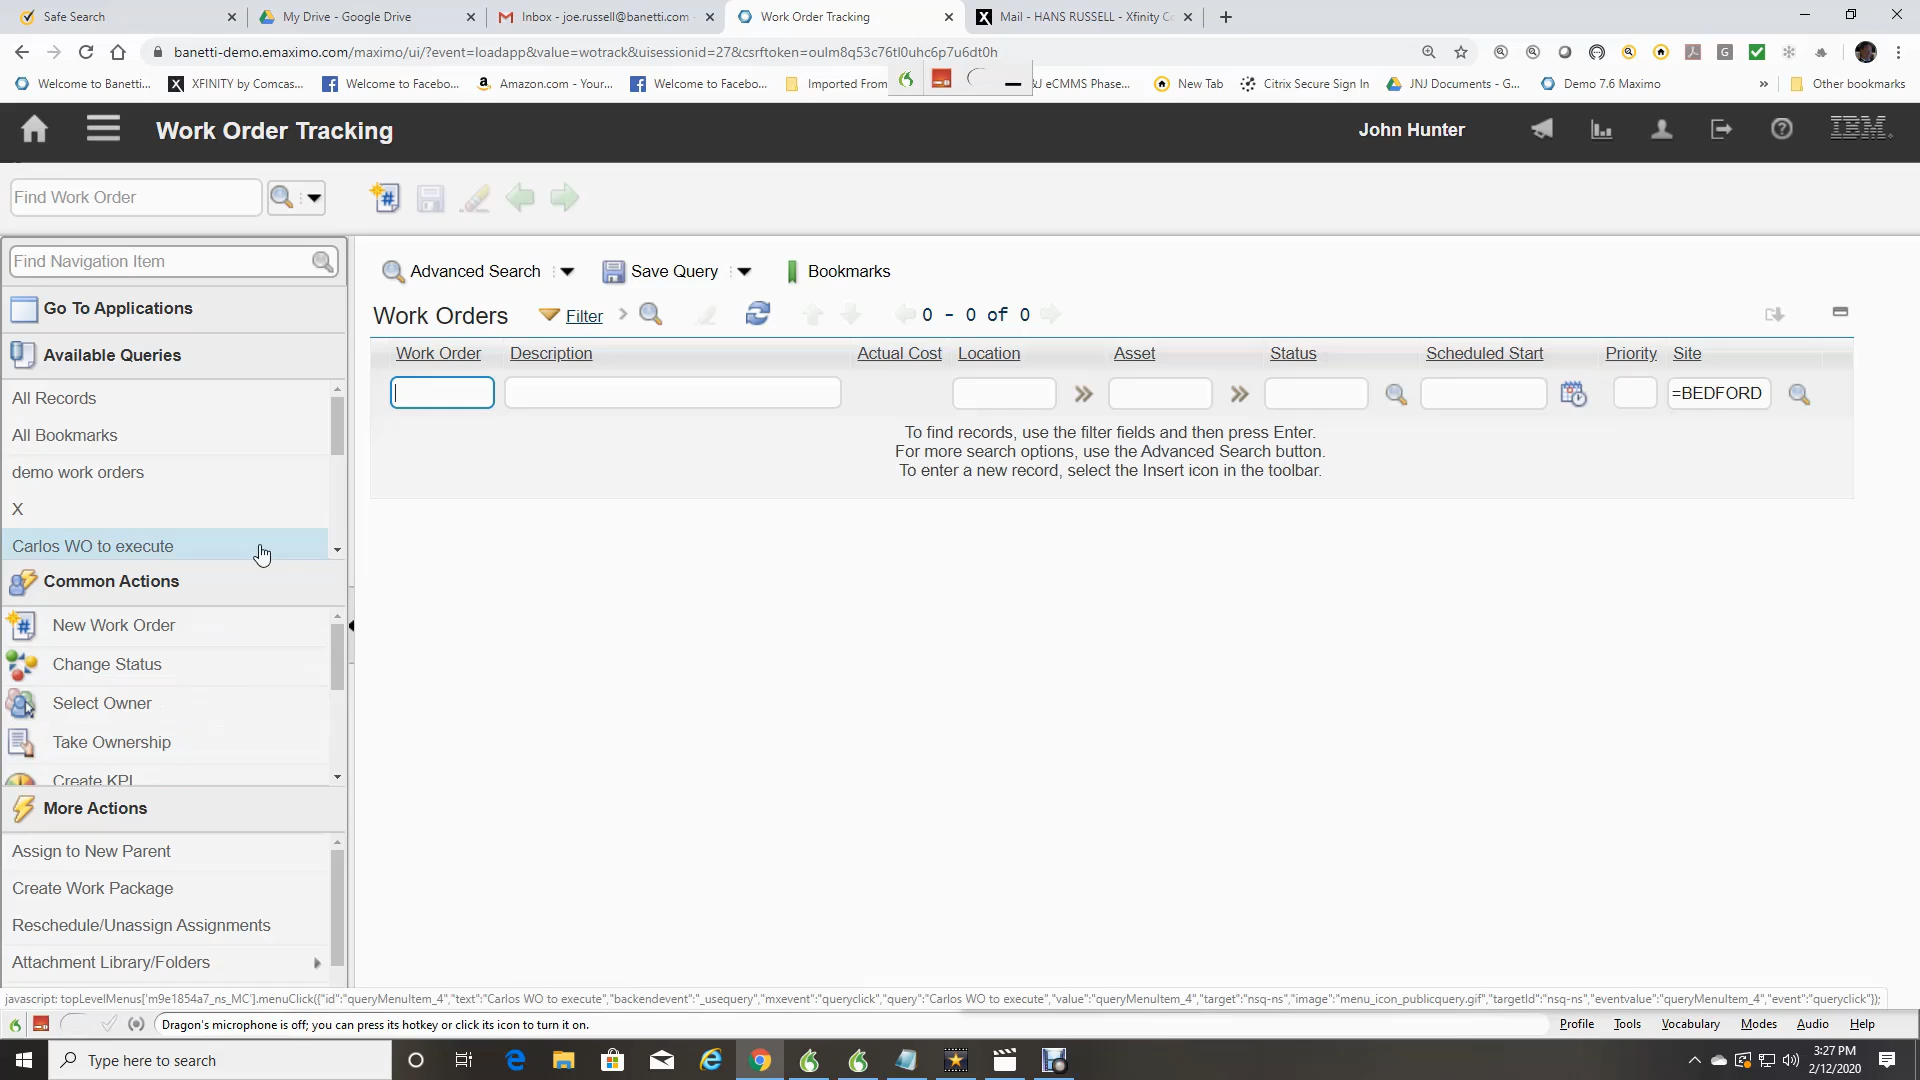 Safe Search
My Drive - Google Drive
Inbox - joe.russell@banetti.com
Work Order Tracking
Mail - HANS RUSSELL - Xfinity Co
banetti-demo.emaximo.com/maximo/ui/?event=loadapp&value=wotrack&uisessionid=27&csrftoken=oulm8q53c76tl0uhc6p7u6dt0h
Welcome to Banetti...
XFINITY by Comcas...
Welcome to Facebo...
Amazon.com - Your...
Welcome to Facebo...
Imported From
J eCMMS Phase...
New Tab
Citrix Secure Sign In
JNJ Documents - G...
Demo 7.6 Maximo
»
Other bookmarks
Work Order Tracking
John Hunter
IBM.
Find Work Order
Find Navigation Item
Go To Applications
Available Queries
All Records
All Bookmarks
demo work orders
X
Carlos WO to execute
Common Actions
New Work Order
Change Status
Select Owner
Take Ownership
Create KPI
More Actions
Assign to New Parent
Create Work Package
Reschedule/Unassign Assignments
Attachment Library/Folders
Advanced Search
Save Query
Bookmarks
Work Orders
Filter
0 - 0 of 0
Work Order
Description
Actual Cost
Location
Asset
Status
Scheduled Start
Priority
Site
=BEDFORD
To find records, use the filter fields and then press Enter.
For more search options, use the Advanced Search button.
To enter a new record, select the Insert icon in the toolbar.
javascript: topLevelMenus['m9e1854a7_ns_MC'].menuClick({"id":"queryMenuItem_4","text":"Carlos WO to execute","backendevent":"_usequery","mxevent":"queryclick","query":"Carlos WO to execute","value":"queryMenuItem_4","target":"nsq-ns","image":"menu_icon_publicquery.gif","targetId":"nsq-ns","eventvalue":"queryMenuItem_4","event":"queryclick"});
Dragon's microphone is off; you can press its hotkey or click its icon to turn it on.
Profile
Tools
Vocabulary
Modes
Audio
Help
Type here to search
3:27 PM
2/12/2020